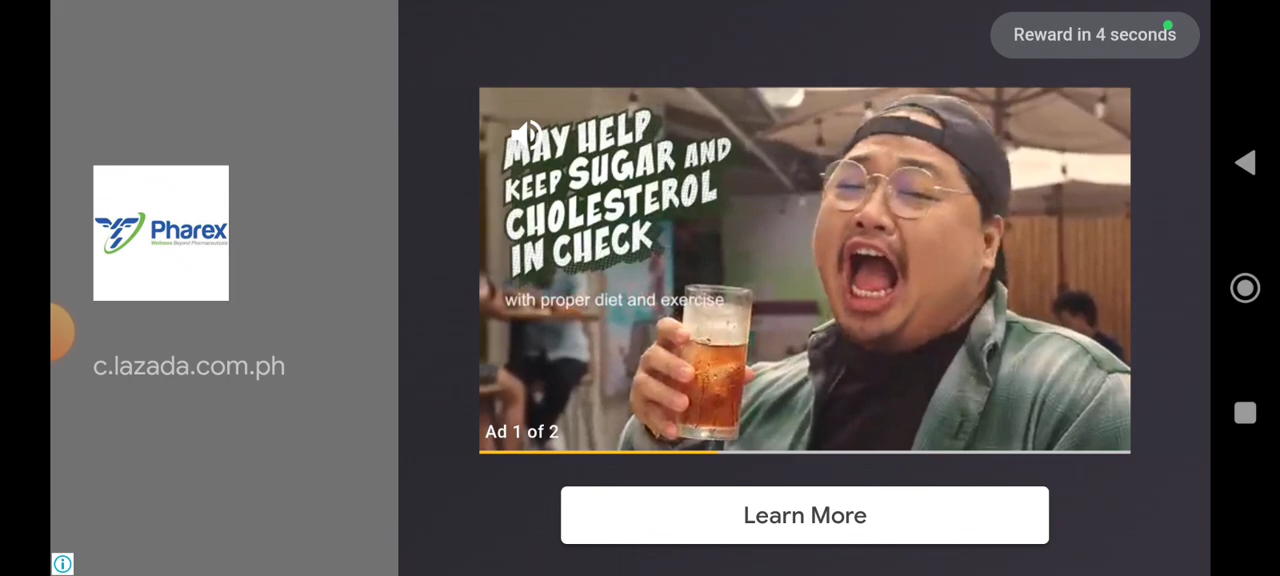 Reward in 4 seconds
MAY HELP
KEEP SUGAR AND
CHOLESTEROL
IN CHECK
with proper diet and exercise
Pharex
Wellness Beyond Pharmaceuticals
c.lazada.com.ph
Ad 1 of 2
Learn More